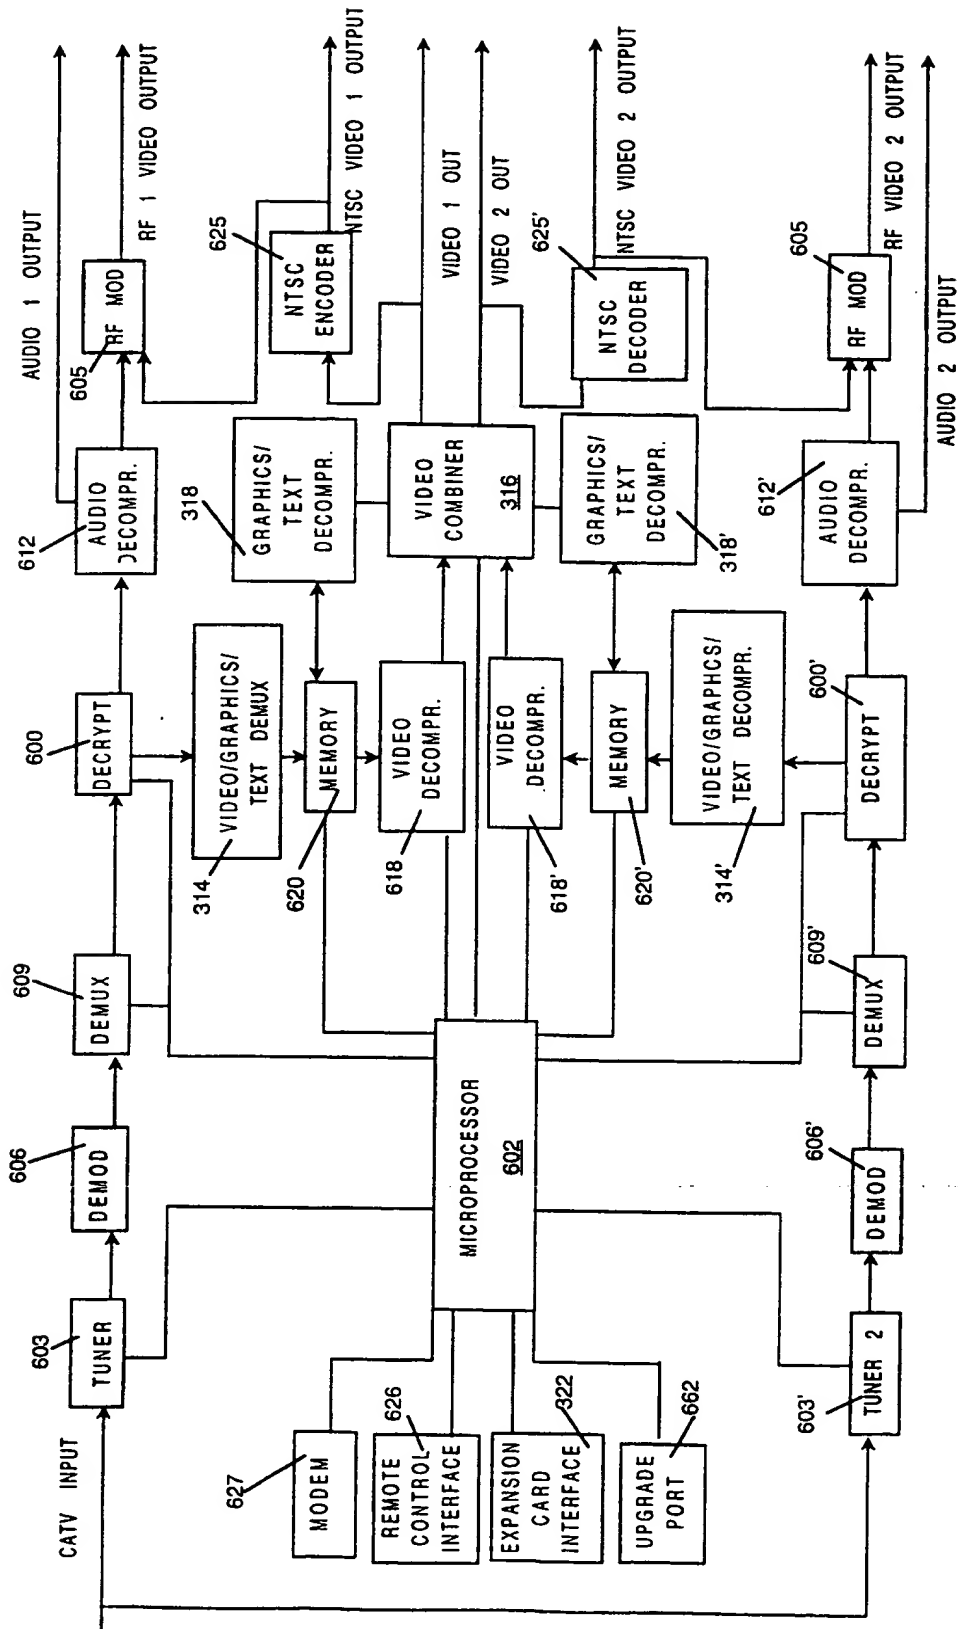 CATV INPUT
603
TUNER
606
DEMOD
609
DEMUX
600
DECRYPT
612
AUDIO
DECOMPR.
AUDIO 1 OUTPUT
605
RF MOD
RF 1 VIDEO OUTPUT
314
VIDEO/GRAPHICS/
TEXT DEMUX
318
GRAPHICS/
TEXT
DECOMPR.
625
NTSC
ENCODER
NTSC VIDEO 1 OUTPUT
620
MEMORY
618
VIDEO
DECOMPR.
VIDEO
COMBINER
316
VIDEO 1 OUT
VIDEO 2 OUT
627
MODEM
626
REMOTE
CONTROL
INTERFACE
MICROPROCESSOR
602
322
EXPANSION
CARD
INTERFACE
662
UPGRADE
PORT
618'
VIDEO
DECOMPR.
620'
MEMORY
GRAPHICS/
TEXT
DECOMPR.
318'
625'
NTSC
DECODER
NTSC VIDEO 2 OUTPUT
314'
VIDEO/GRAPHCS/
TEXT DECOMPR.
603'
TUNER 2
606'
DEMOD
609'
DEMUX
600'
DECRYPT
612'
AUDIO
DECOMPR.
605
RF MOD
RF VIDEO 2 OUTPUT
AUDIO 2 OUTPUT